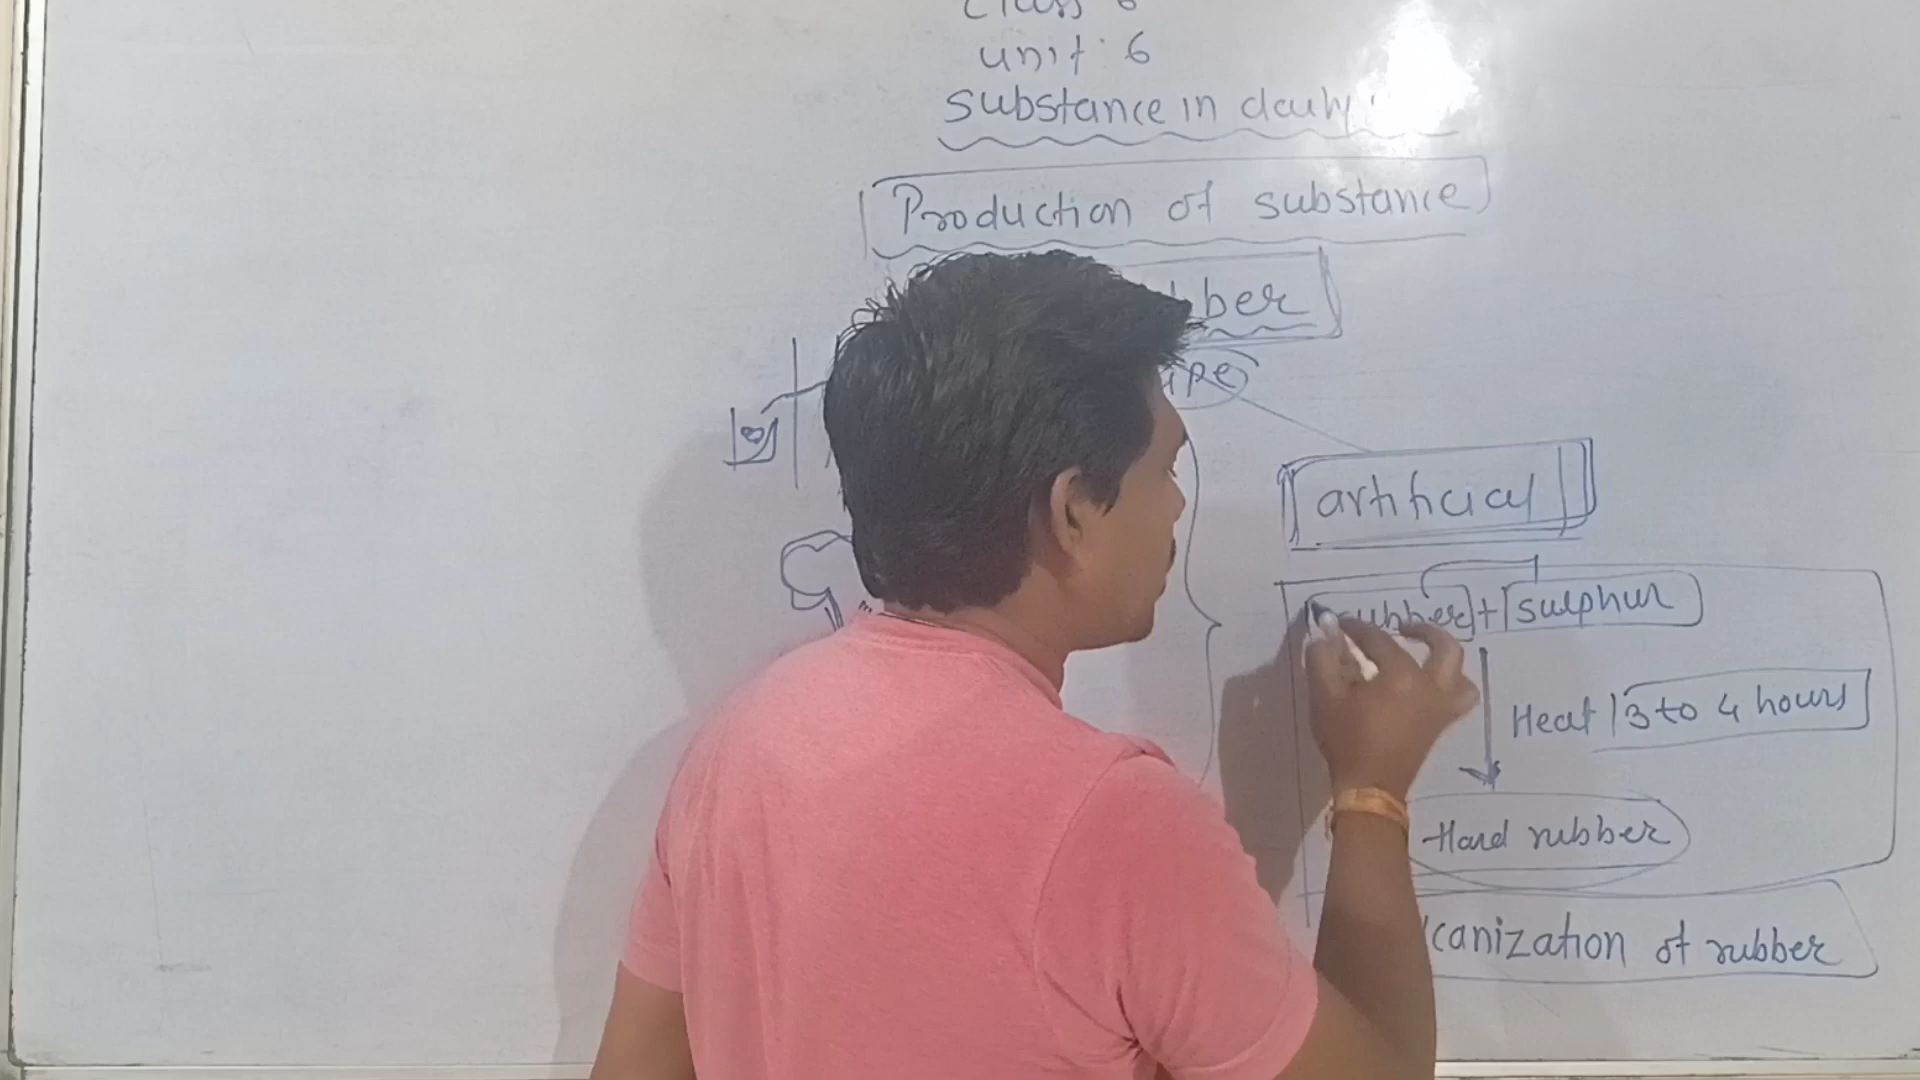 unit: 6
substance in daily
Production of substance
bber
artificial
rubber + sulphur
Heat 3 to 4 hours
Hard rubber
canization of rubber